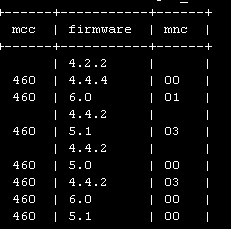 +------+------------+------+
| mcc | firmware | mnc |
+------+------------+------+
| | 4.2.2 | |
| 460 | 4.4.4 | 00 |
| 460 | 6.0 | 01 |
| | 4.4.2 | |
| 460 | 5.1 | 03 |
| | 4.4.2 | |
| 460 | 5.0 | 00 |
| 460 | 4.4.2 | 03 |
| 460 | 6.0 | 00 |
| 460 | 5.1 | 00 |